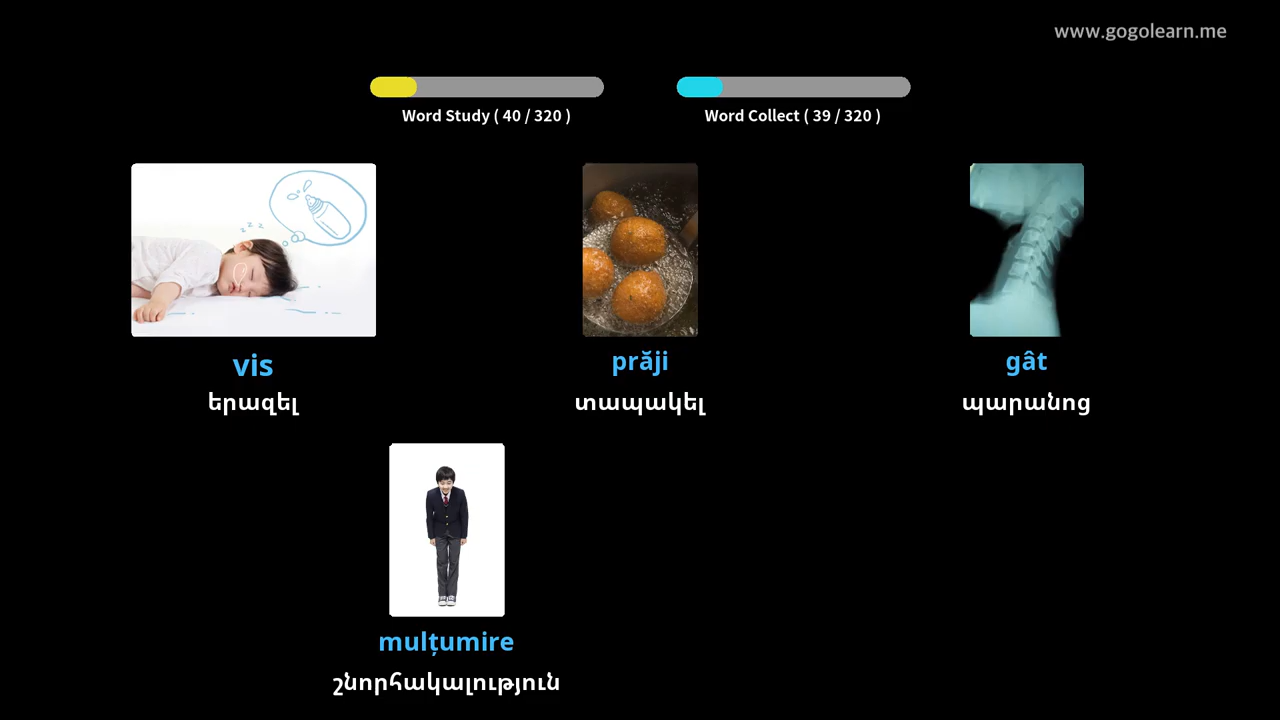 www.gogolearn.me
Word Study ( 40 / 320 )
Word Collect ( 39 / 320 )
vis
երազել
prăji
տապակել
gât
պարանոց
mulțumire
շնորհակալություն